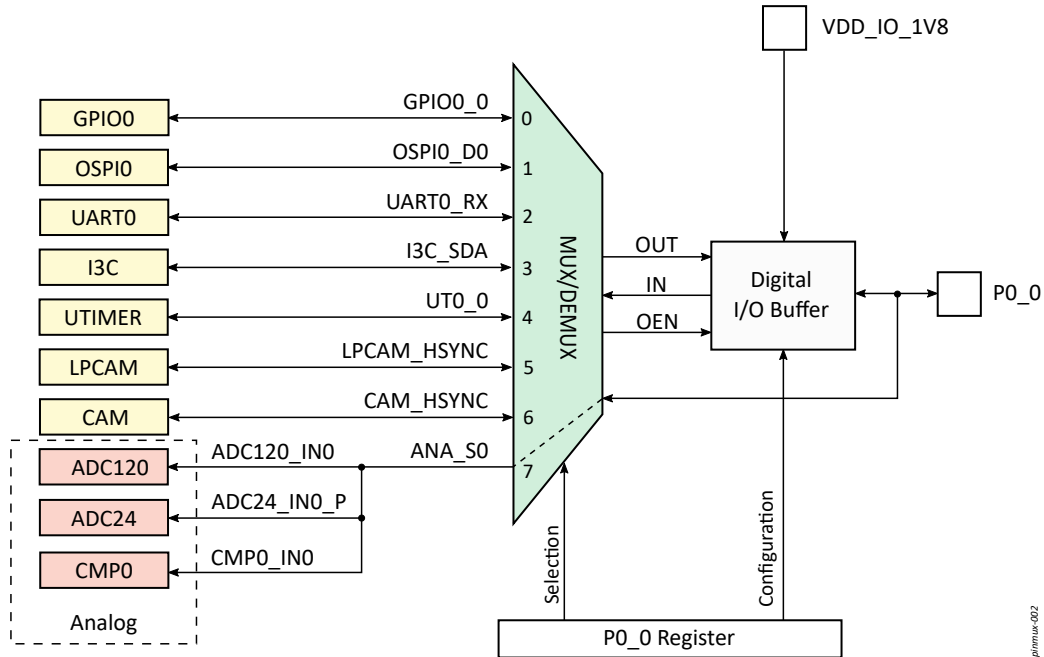 VDD_IO_1V8
GPIO0
GPIO0_0
0
OSPI0
OSPI0_D0
1
UART0
UART0_RX
2
I3C
I3C_SDA
3
UTIMER
UT0_0
4
LPCAM
LPCAM_HSYNC
5
CAM
CAM_HSYNC
6
ADC120
ADC120_IN0
ANA_S0
7
ADC24
ADC24_IN0_P
CMP0
CMP0_IN0
Analog
MUX/DEMUX
OUT
IN
OEN
Digital
I/O Buffer
P0_0
Selection
Configuration
P0_0 Register
pinmux-002